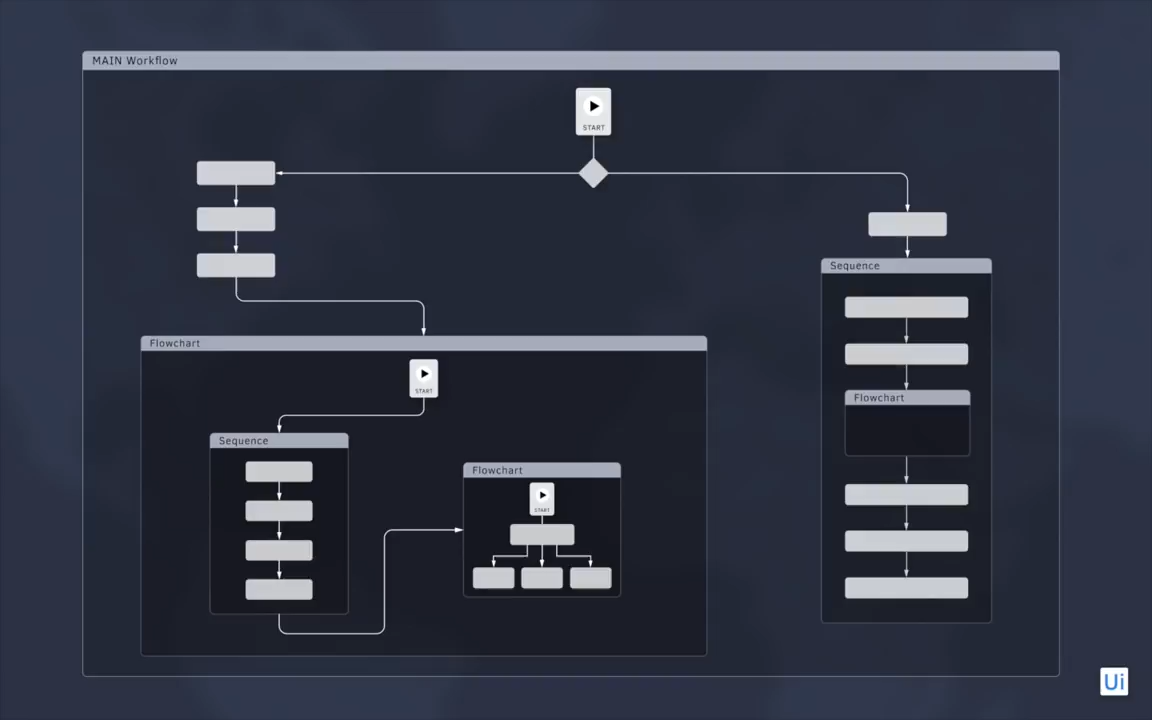 MAIN Workflow
START
Sequence
Flowchart
START
Flowchart
Sequence
Flowchart
START
Ui